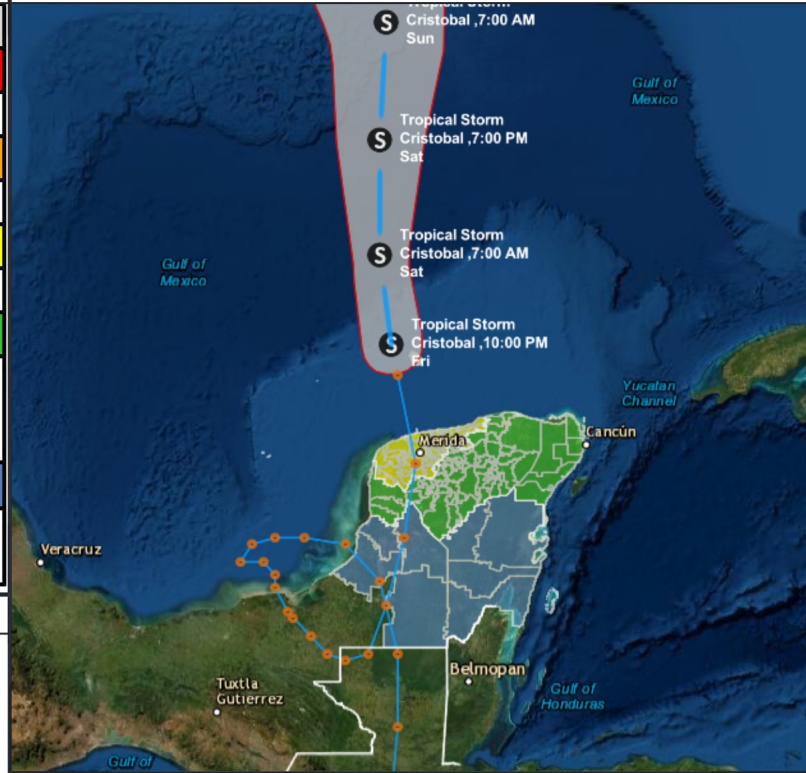 Tropical Storm
Cristobal ,7:00 AM
Sun
Gulf of
Mexico
Tropical Storm
Cristobal ,7:00 PM
Sat
Tropical Storm
Cristobal ,7:00 AM
Sat
Gulf of
Mexico
Tropical Storm
Cristobal ,10:00 PM
Fri
S
S
S
S
Yucatan
Channel
Merida
Cancún
Veracruz
Belmopan
Tuxtla
Gutierrez
Gulf of
Honduras
Gulf of